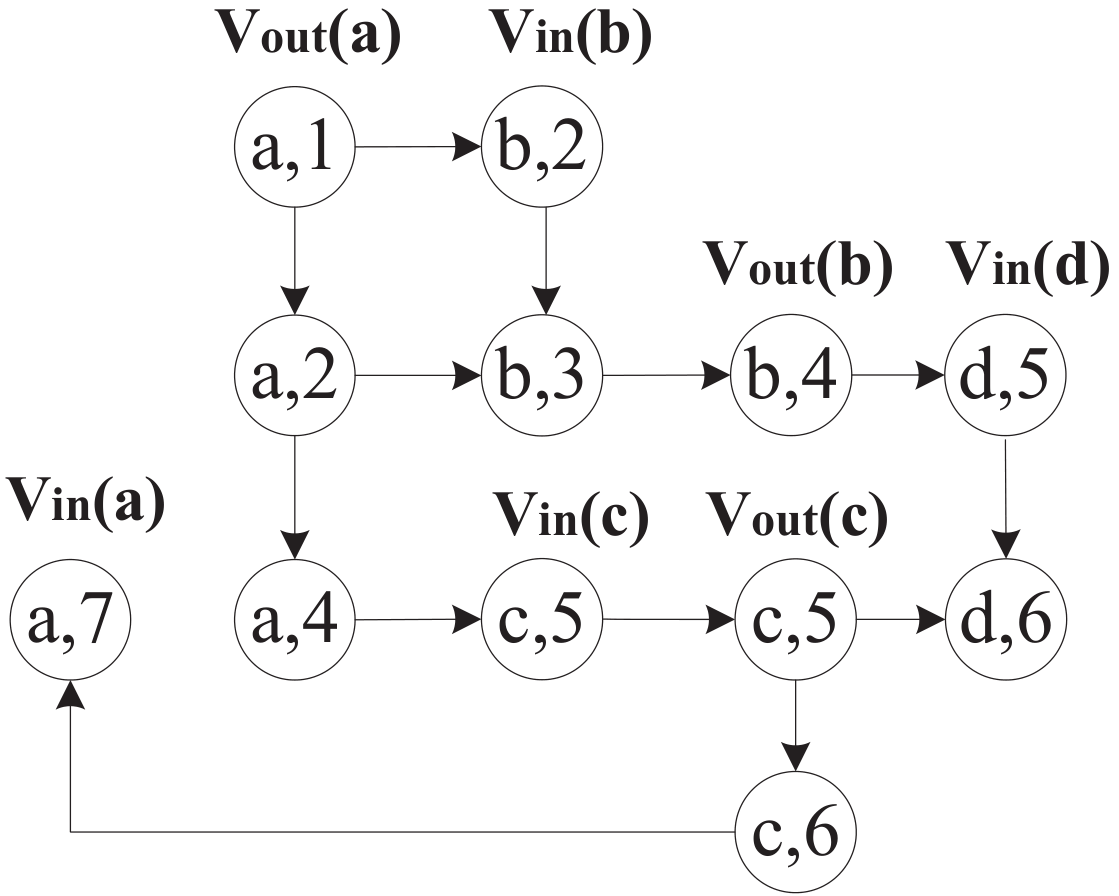 Vout(a) Vin(b)
a,1 b,2
Vout(b) Vin(d)
a,2 b,3 b,4 d,5
Vin(a) Vin(c) Vout(c)
a,7 a,4 c,5 c,5 d,6
c,6